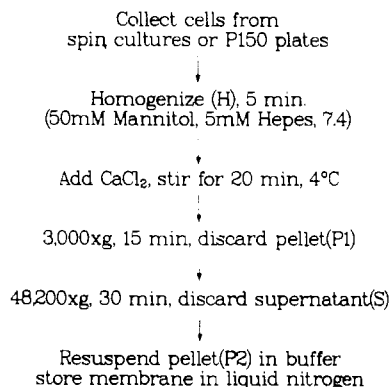 Collect cells from
spin, cultures or P150 plates
Homogenize (H), 5 min.
(50mM Mannitol, 5mM Hepes, 7.4)
Add CaCl₂, stir for 20 min, 4°C
3,000xg, 15 min, discard pellet(P1)
48,200xg, 30 min, discard supernatant(S)
Resuspend pellet(P2) in buffer
store membrane in liquid nitrogen